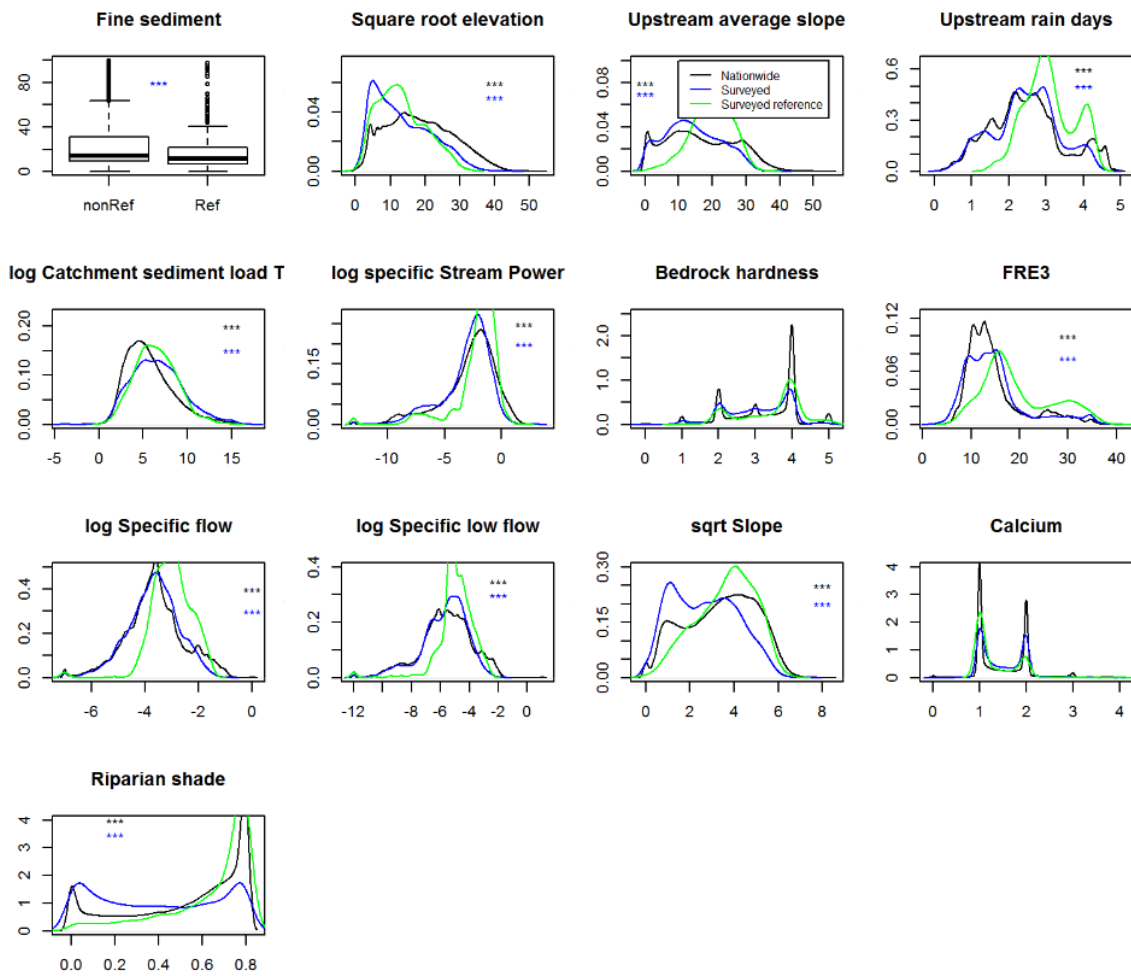 Fine sediment
80
40
0
***
nonRef Ref
Square root elevation
0.04
0.00
***
***
0 10 20 30 40 50
Upstream average slope
0.08
0.04
0.00
***
***
Nationwide
Surveyed
Surveyed reference
0 10 20 30 40 50
Upstream rain days
0.6
0.3
0.0
***
***
0 1 2 3 4 5
log Catchment sediment load T
0.20
0.10
0.00
***
***
-5 0 5 10 15
log specific Stream Power
0.15
0.00
***
***
-10 -5 0
Bedrock hardness
2.0
1.0
0.0
0 1 2 3 4 5
FRE3
0.12
0.06
0.00
***
***
0 10 20 30 40
log Specific flow
0.4
0.2
0.0
***
***
-6 -4 -2 0
log Specific low flow
0.4
0.2
0.0
***
***
-12 -8 -6 -4 -2 0
sqrt Slope
0.30
0.15
0.00
***
***
0 2 4 6 8
Calcium
4
3
2
1
0
0 1 2 3 4
Riparian shade
4
3
2
1
0
***
***
0.0 0.2 0.4 0.6 0.8